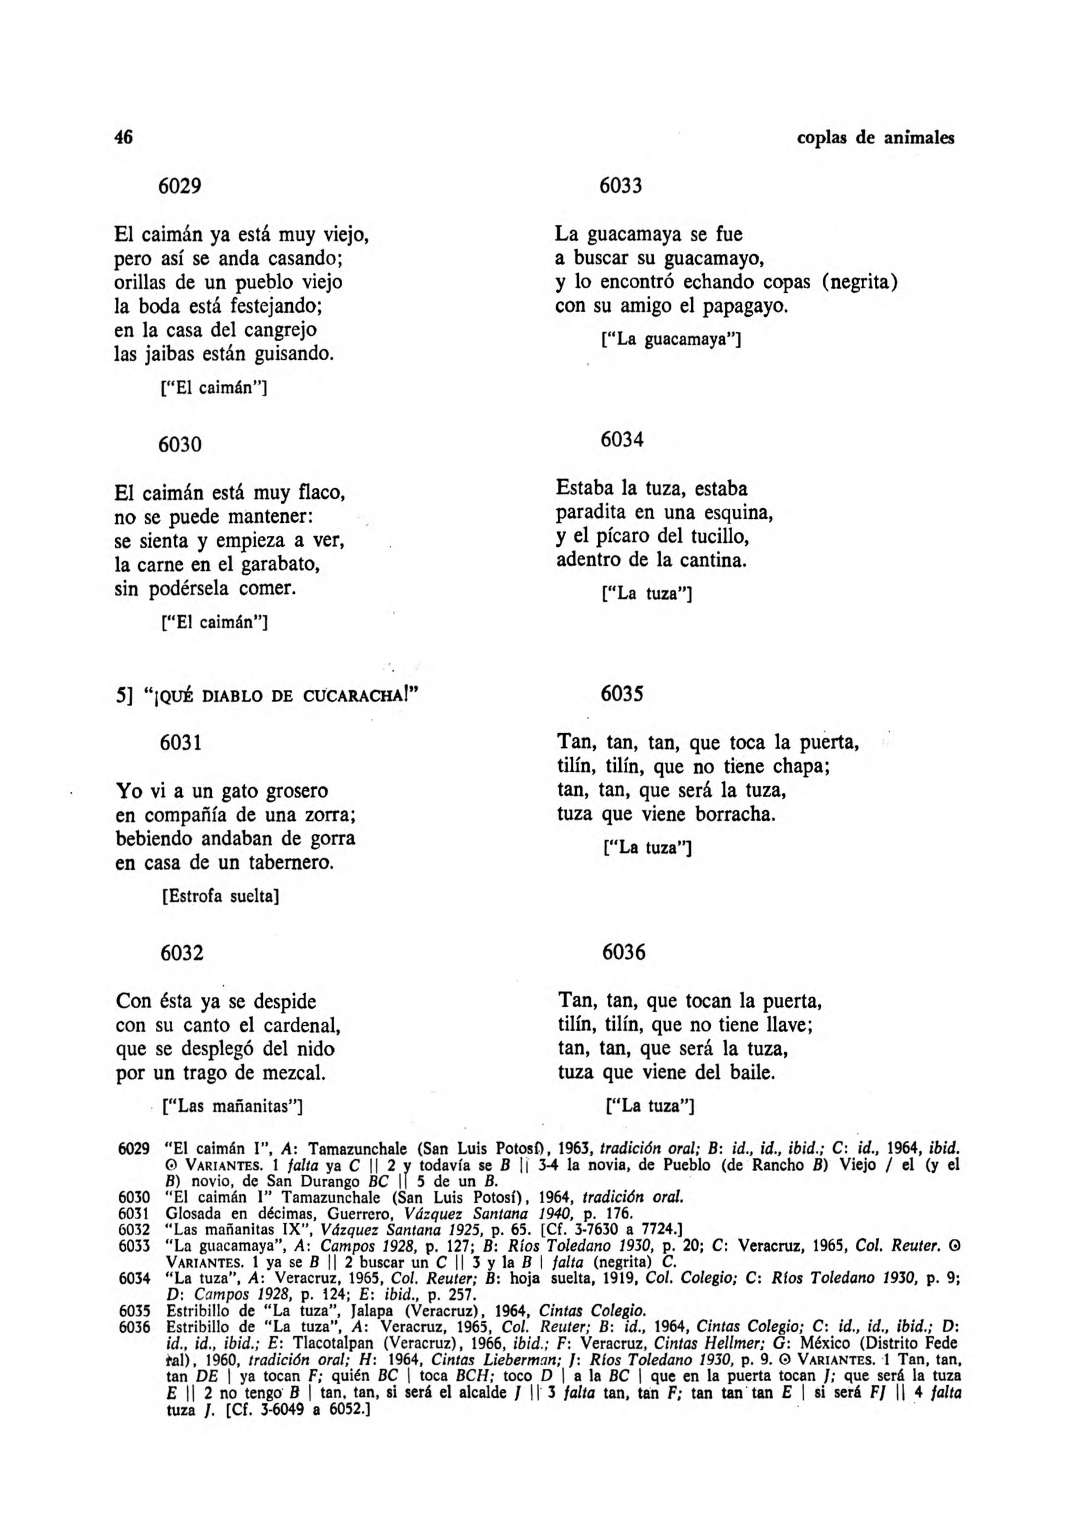 46
coplas de animales
6029
El caimán ya está muy viejo,
pero así se anda casando;
orillas de un pueblo viejo
la boda está festejando;
en la casa del cangrejo
las jaibas están guisando.
["El caimán"]
6030
El caimán está muy flaco,
no se puede mantener:
se sienta y empieza a ver,
la carne en el garabato,
sin podérsela comer.
["El caimán"]
5] "¡QUÉ DIABLO DE CUCARACHA!"
6031
Yo vi a un gato grosero
en compañía de una zorra;
bebiendo andaban de gorra
en casa de un tabernero.
[Estrofa suelta]
6032
Con ésta ya se despide
con su canto el cardenal,
que se desplegó del nido
por un trago de mezcal.
["Las mañanitas"]
6033
La guacamaya se fue
a buscar su guacamayo,
y lo encontró echando copas (negrita)
con su amigo el papagayo.
["La guacamaya"]
6034
Estaba la tuza, estaba
paradita en una esquina,
y el pícaro del tucillo,
adentro de la cantina.
["La tuza"]
6035
Tan, tan, tan, que toca la puerta,
tilín, tilín, que no tiene chapa;
tan, tan, que será la tuza,
tuza que viene borracha.
["La tuza"]
6036
Tan, tan, que tocan la puerta,
tilín, tilín, que no tiene llave;
tan, tan, que será la tuza,
tuza que viene del baile.
["La tuza"]
6029 "El caimán I", A: Tamazunchale (San Luis Potosí), 1963, tradición oral; B: id., id., ibid.; C: id., 1964, ibid.
⊙ VARIANTES. 1 falta ya C || 2 y todavía se B || 3-4 la novia, de Pueblo (de Rancho B) Viejo / el (y el
B) novio, de San Durango BC || 5 de un B.
6030 "El caimán I" Tamazunchale (San Luis Potosí), 1964, tradición oral.
6031 Glosada en décimas, Guerrero, Vázquez Santana 1940, p. 176.
6032 "Las mañanitas IX", Vázquez Santana 1925, p. 65. [Cf. 3-7630 a 7724.]
6033 "La guacamaya", A: Campos 1928, p. 127; B: Ríos Toledano 1930, p. 20; C: Veracruz, 1965, Col. Reuter. ⊙
VARIANTES. 1 ya se B || 2 buscar un C || 3 y la B | falta (negrita) C.
6034 "La tuza", A: Veracruz, 1965, Col. Reuter; B: hoja suelta, 1919, Col. Colegio; C: Ríos Toledano 1930, p. 9;
D: Campos 1928, p. 124; E: ibid., p. 257.
6035 Estribillo de "La tuza", Jalapa (Veracruz), 1964, Cintas Colegio.
6036 Estribillo de "La tuza", A: Veracruz, 1965, Col. Reuter; B: id., 1964, Cintas Colegio; C: id., id., ibid.; D:
id., id., ibid.; E: Tlacotalpan (Veracruz), 1966, ibid.; F: Veracruz, Cintas Hellmer; G: México (Distrito Fede
ral), 1960, tradición oral; H: 1964, Cintas Lieberman; J: Ríos Toledano 1930, p. 9. ⊙ VARIANTES. 1 Tan, tan,
tan DE | ya tocan F; quién BC | toca BCH; toco D | a la BC | que en la puerta tocan J; que será la tuza
E || 2 no tengo B | tan, tan, si será el alcalde J || 3 falta tan, tan F; tan tan tan E | si será FJ || 4 falta
tuza J. [Cf. 3-6049 a 6052.]